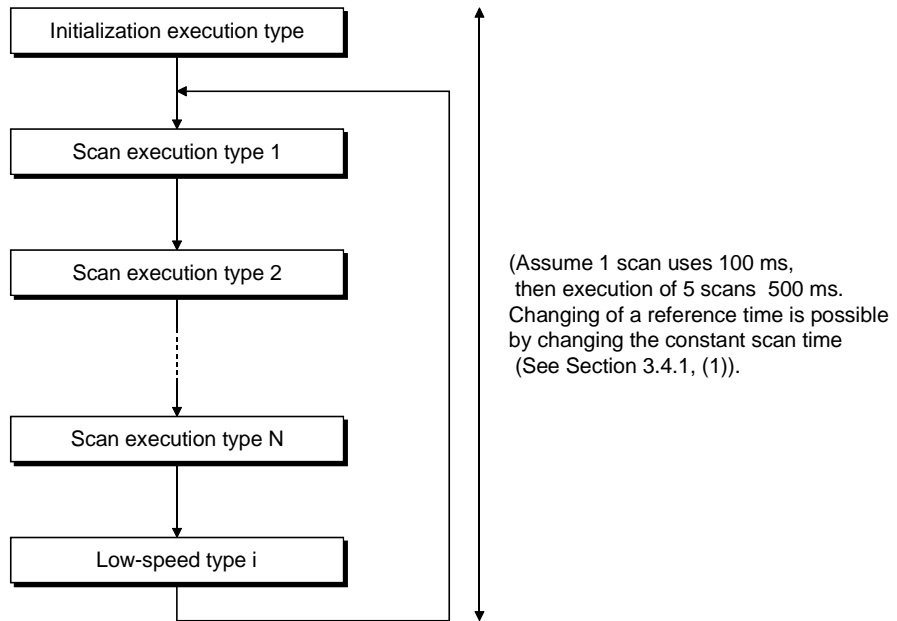 Initialization execution type
Scan execution type 1
Scan execution type 2
Scan execution type N
Low-speed type i
(Assume 1 scan uses 100 ms,
then execution of 5 scans  500 ms.
Changing of a reference time is possible
by changing the constant scan time
(See Section 3.4.1, (1)).